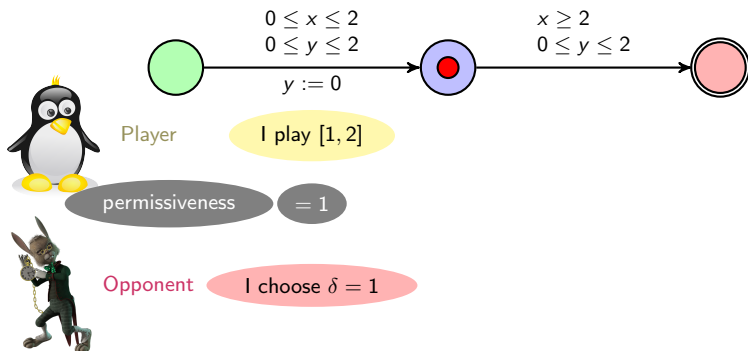 0 ≤ x ≤ 2
0 ≤ y ≤ 2
y := 0
x ≥ 2
0 ≤ y ≤ 2
Player
I play [1, 2]
permissiveness
= 1
Opponent
I choose δ = 1